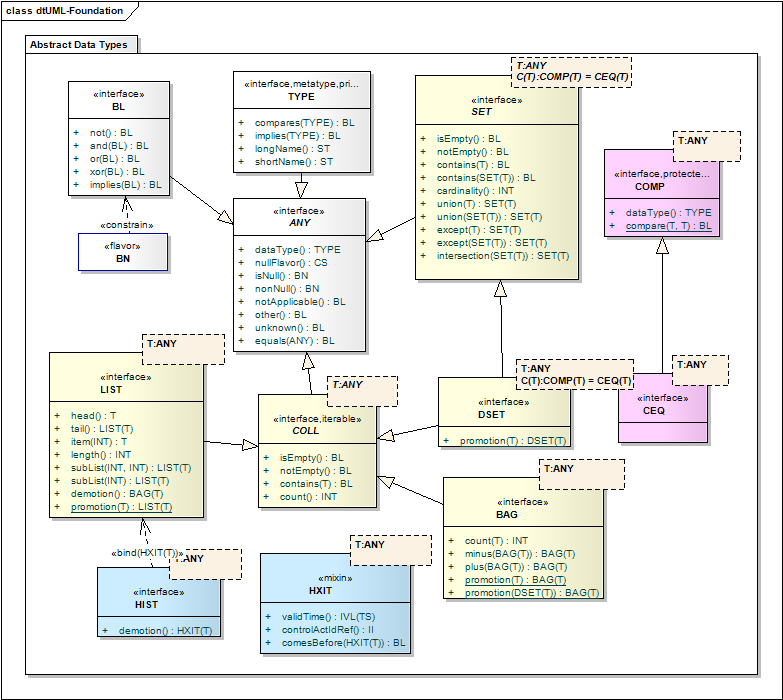 class dtUML-Foundation
Abstract Data Types
«interface»
BL
+ not() : BL
+ and(BL) : BL
+ or(BL) : BL
+ xor(BL) : BL
+ implies(BL) : BL
«interface,metatype,pri...
TYPE
+ compares(TYPE) : BL
+ implies(TYPE) : BL
+ longName() : ST
+ shortName() : ST
T:ANY
C(T):COMP(T) = CEQ(T)
«interface»
SET
+ isEmpty() : BL
+ notEmpty() : BL
+ contains(T) : BL
+ contains(SET(T)) : BL
+ cardinality() : INT
+ union(T) : SET(T)
+ union(SET(T)) : SET(T)
+ except(T) : SET(T)
+ except(SET(T)) : SET(T)
+ intersection(SET(T)) : SET(T)
T:ANY
«interface,protecte...
COMP
+ dataType() : TYPE
+ compare(T, T) : BL
«constrain»
«flavor»
BN
«interface»
ANY
+ dataType() : TYPE
+ nullFlavor() : CS
+ isNull() : BN
+ nonNull() : BN
+ notApplicable() : BL
+ other() : BL
+ unknown() : BL
+ equals(ANY) : BL
T:ANY
«interface»
LIST
+ head() : T
+ tail() : LIST(T)
+ item(INT) : T
+ length() : INT
+ subList(INT, INT) : LIST(T)
+ subList(INT) : LIST(T)
+ demotion() : BAG(T)
+ promotion(T) : LIST(T)
T:ANY
«interface,iterable»
COLL
+ isEmpty() : BL
+ notEmpty() : BL
+ contains(T) : BL
+ count() : INT
T:ANY
C(T):COMP(T) = CEQ(T)
«interface»
DSET
+ promotion(T) : DSET(T)
T:ANY
«interface»
CEQ
T:ANY
«interface»
BAG
+ count(T) : INT
+ minus(BAG(T)) : BAG(T)
+ plus(BAG(T)) : BAG(T)
+ promotion(T) : BAG(T)
+ promotion(DSET(T)) : BAG(T)
«bind(HXIT(T))»
T:ANY
«interface»
HIST
+ demotion() : HXIT(T)
T:ANY
«mixin»
HXIT
+ validTime() : IVL(TS)
+ controlActIdRef() : II
+ comesBefore(HXIT(T)) : BL